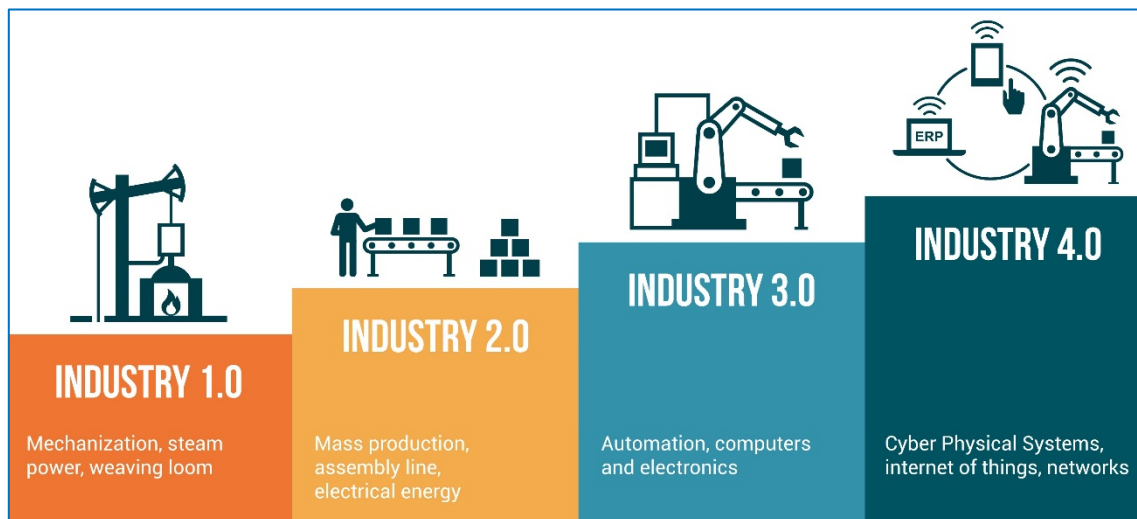 ERP
INDUSTRY 1.0
Mechanization, steam
power, weaving loom
INDUSTRY 2.0
Mass production,
assembly line,
electrical energy
INDUSTRY 3.0
Automation, computers
and electronics
INDUSTRY 4.0
Cyber Physical Systems,
internet of things, networks